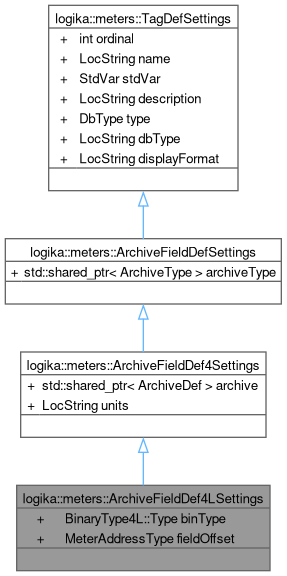 logika::meters::TagDefSettings
+ int ordinal
+ LocString name
+ StdVar stdVar
+ LocString description
+ DbType type
+ LocString dbType
+ LocString displayFormat
logika::meters::ArchiveFieldDefSettings
+ std::shared_ptr< ArchiveType > archiveType
logika::meters::ArchiveFieldDef4Settings
+ std::shared_ptr< ArchiveDef > archive
+ LocString units
logika::meters::ArchiveFieldDef4LSettings
+ BinaryType4L::Type binType
+ MeterAddressType fieldOffset